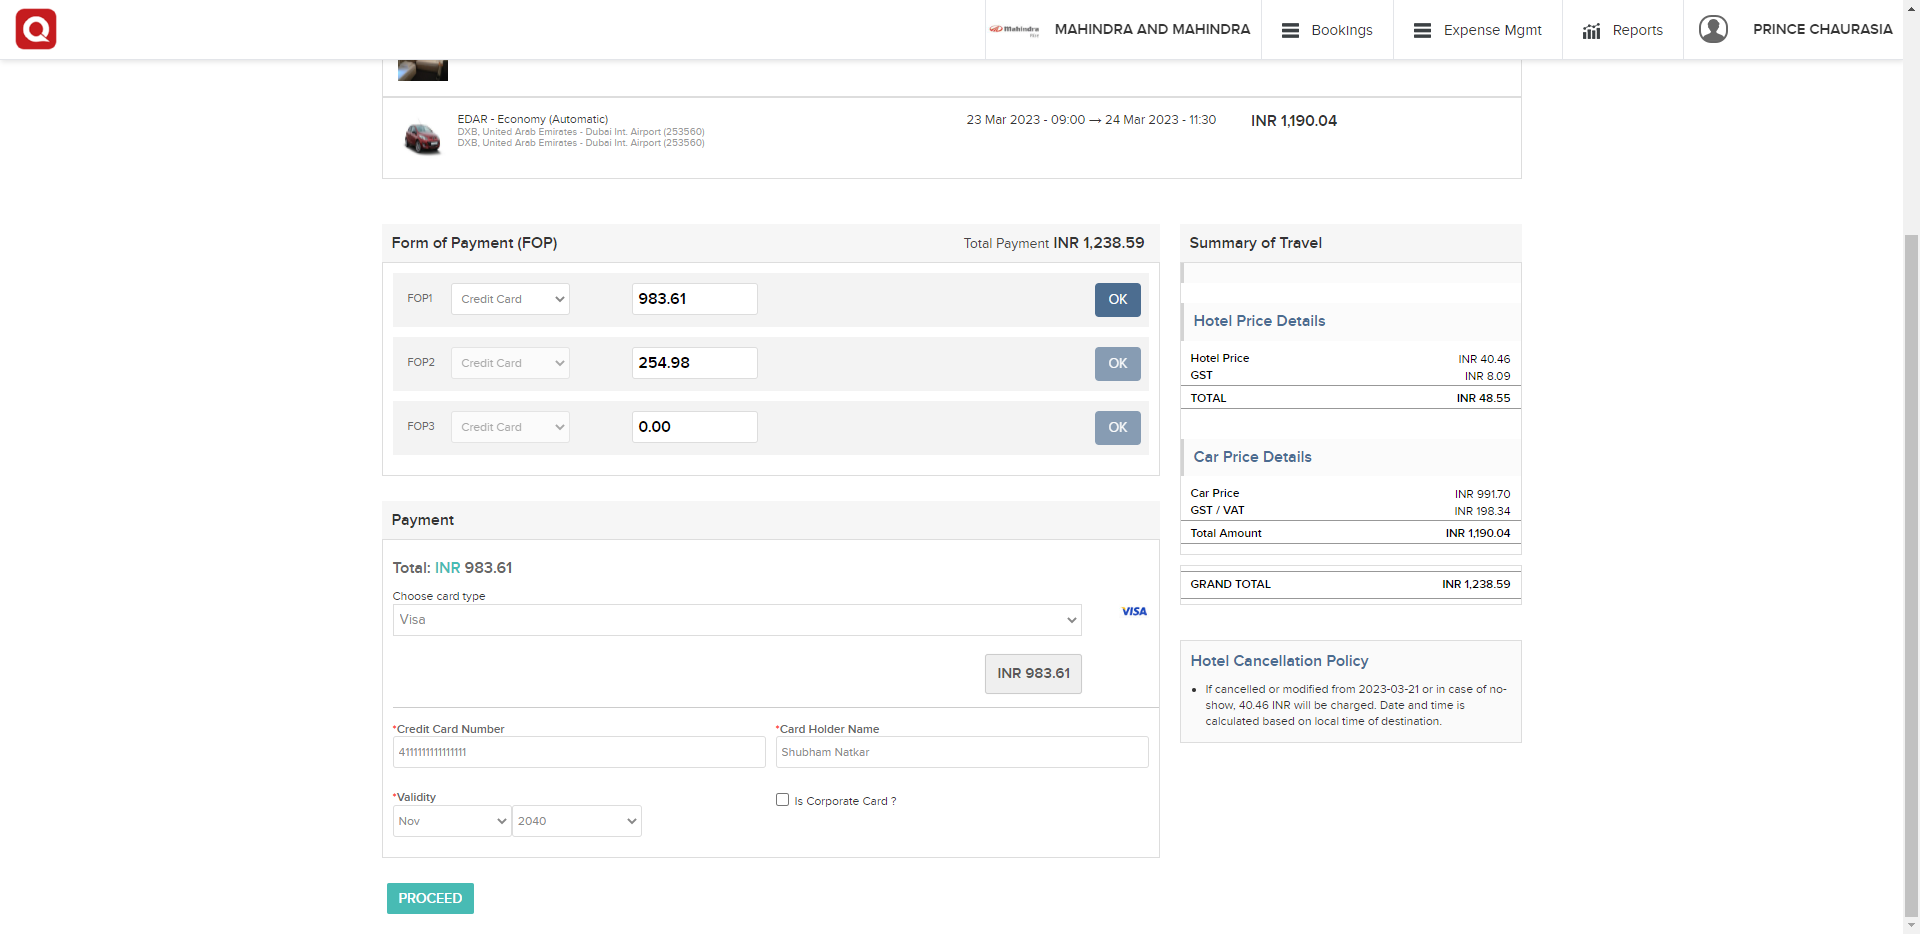 Mahindra
MAHINDRA AND MAHINDRA
Bookings
Expense Mgmt
Reports
PRINCE CHAURASIA
EDAR - Economy (Automatic)
DXB, United Arab Emirates - Dubai Int. Airport (253560)
DXB, United Arab Emirates - Dubai Int. Airport (253560)
23 Mar 2023 - 09:00 → 24 Mar 2023 - 11:30
INR 1,190.04
Form of Payment (FOP)
Total Payment INR 1,238.59
FOP1 Credit Card 983.61 OK
FOP2 Credit Card 254.98 OK
FOP3 Credit Card 0.00 OK
Payment
Total: INR 983.61
Choose card type
Visa
VISA
INR 983.61
*Credit Card Number
4111111111111111
*Card Holder Name
Shubham Natkar
*Validity
Nov 2040
Is Corporate Card ?
PROCEED
Summary of Travel
Hotel Price Details
Hotel Price INR 40.46
GST INR 8.09
TOTAL INR 48.55
Car Price Details
Car Price INR 991.70
GST / VAT INR 198.34
Total Amount INR 1,190.04
GRAND TOTAL INR 1,238.59
Hotel Cancellation Policy
• If cancelled or modified from 2023-03-21 or in case of no-
show, 40.46 INR will be charged. Date and time is
calculated based on local time of destination.